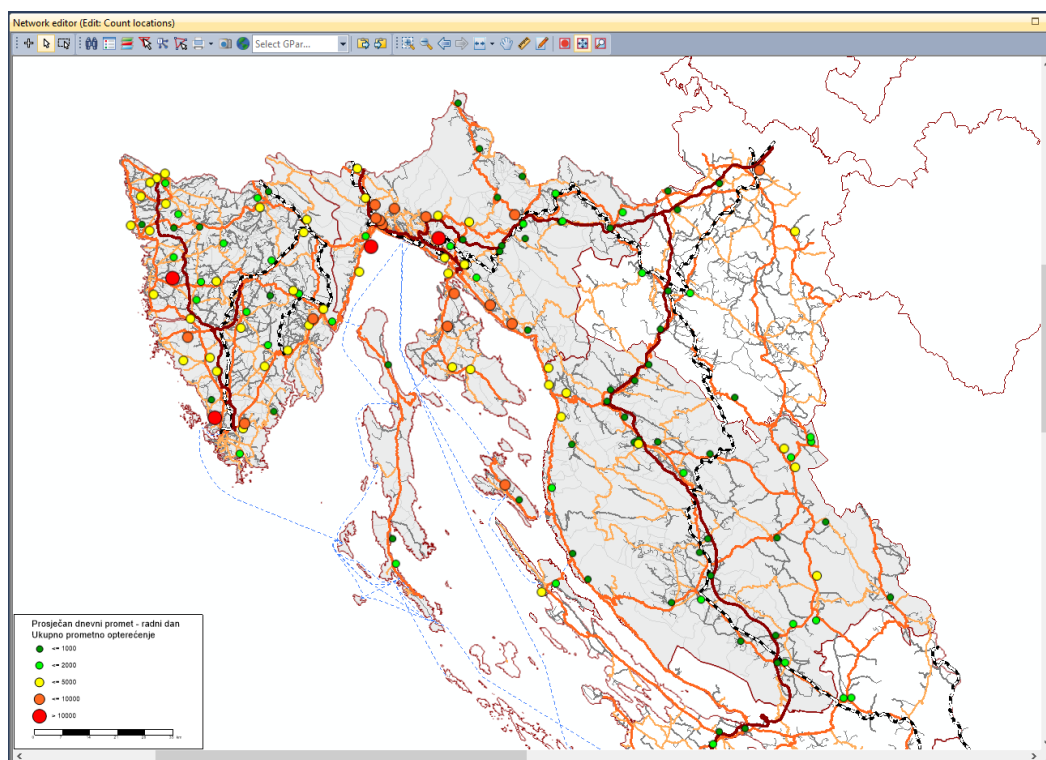 Network editor (Edit: Count locations)
Select GPar...
Prosječan dnevni promet - radni dan
Ukupno prometno opterećenje
<= 1000
<= 2000
<= 5000
<= 10000
> 10000